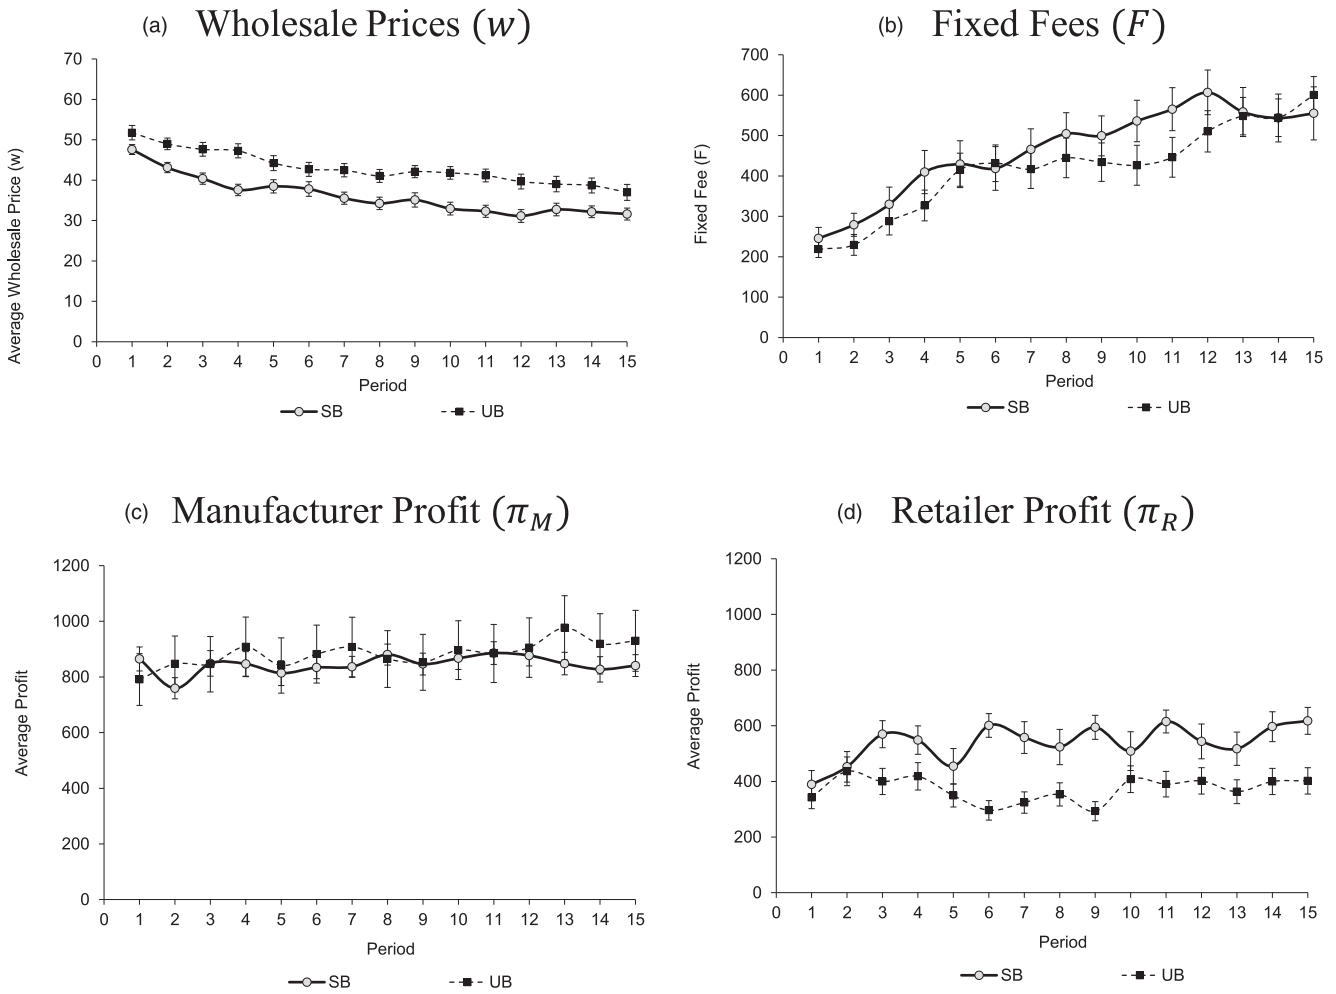 (a) Wholesale Prices (w)
70
60
50
40
30
20
10
0
Average Wholesale Price (w)
0 1 2 3 4 5 6 7 8 9 10 11 12 13 14 15
Period
SB UB
(b) Fixed Fees (F)
700
600
500
400
300
200
100
0
Fixed Fee (F)
0 1 2 3 4 5 6 7 8 9 10 11 12 13 14 15
Period
SB UB
(c) Manufacturer Profit (π_M)
1200
1000
800
600
400
200
0
Average Profit
0 1 2 3 4 5 6 7 8 9 10 11 12 13 14 15
Period
SB UB
(d) Retailer Profit (π_R)
1200
1000
800
600
400
200
0
Average Profit
0 1 2 3 4 5 6 7 8 9 10 11 12 13 14 15
Period
SB UB